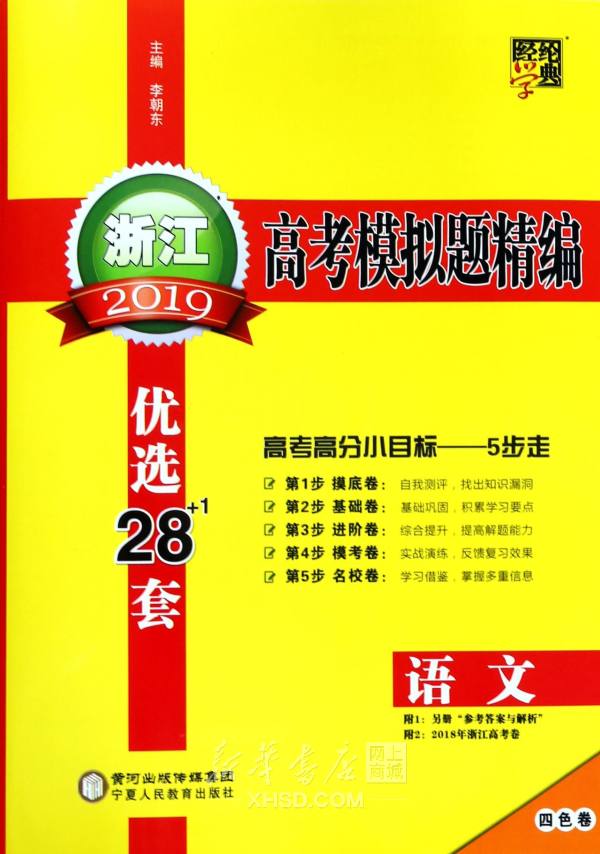 主编 李朝东
经纶
学典
浙江
2019
高考模拟题精编
优选
28+1
套
高考高分小目标——5步走
第1步 摸底卷：自我测评，找出知识漏洞
第2步 基础卷：基础巩固，积累学习要点
第3步 进阶卷：综合提升，提高解题能力
第4步 模考卷：实战演练，反馈复习效果
第5步 名校卷：学习借鉴，掌握多重信息
语文
附1：另册“参考答案与解析”
附2：2018年浙江高考卷
黄河出版传媒集团
宁夏人民教育出版社
新华书店
网上商城
XHSD.COM
四色卷